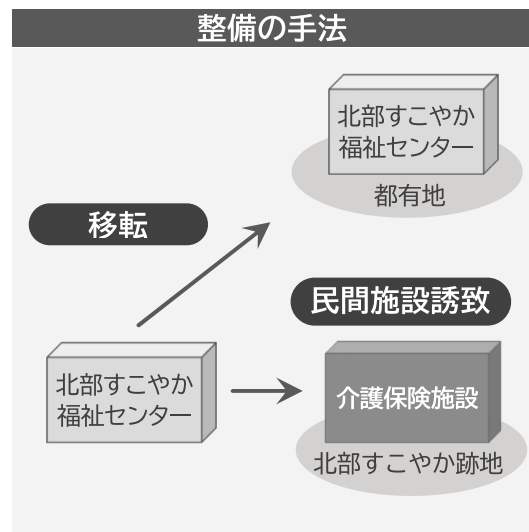 整備の手法
北部すこやか
福祉センター
都有地
移転
民間施設誘致
北部すこやか
福祉センター
介護保険施設
北部すこやか跡地